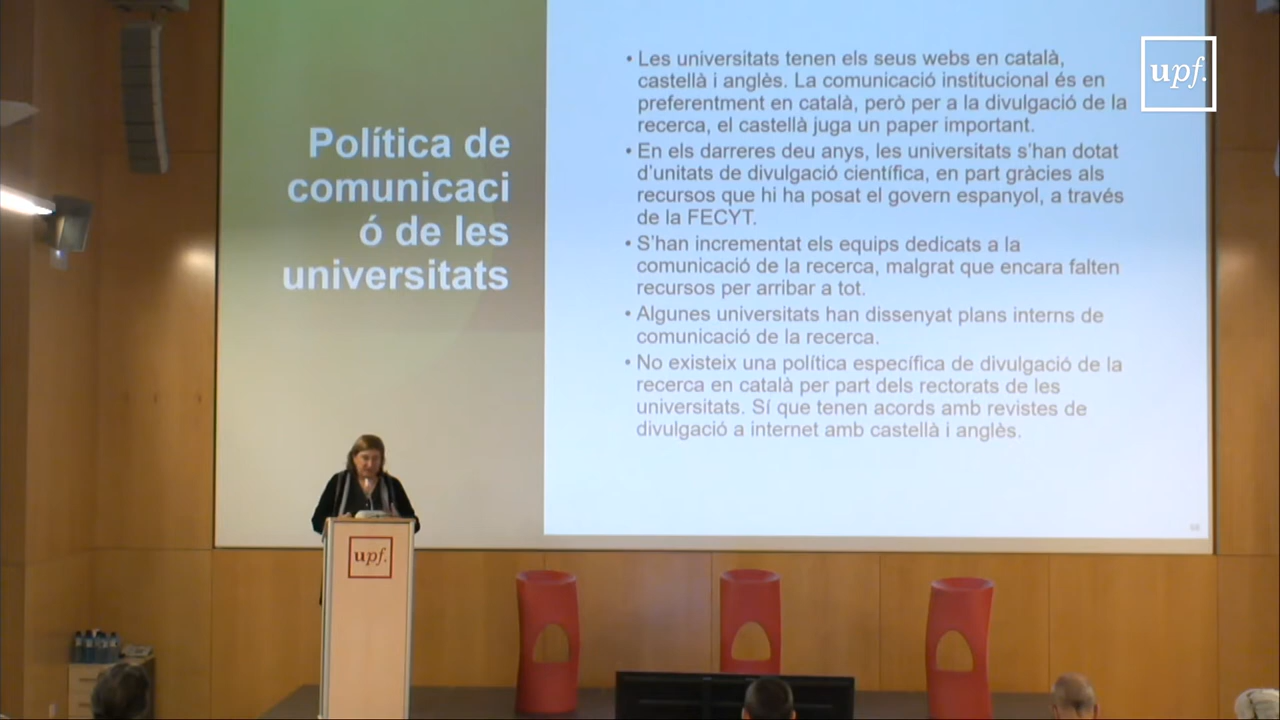 Política de
comunicaci
ó de les
universitats
• Les universitats tenen els seus webs en català,
castellà i anglès. La comunicació institucional és en
preferentment en català, però per a la divulgació de la
recerca, el castellà juga un paper important.
• En els darreres deu anys, les universitats s'han dotat
d'unitats de divulgació científica, en part gràcies als
recursos que hi ha posat el govern espanyol, a través
de la FECYT.
• S'han incrementat els equips dedicats a la
comunicació de la recerca, malgrat que encara falten
recursos per arribar a tot.
• Algunes universitats han dissenyat plans interns de
comunicació de la recerca.
• No existeix una política específica de divulgació de la
recerca en català per part dels rectorats de les
universitats. Sí que tenen acords amb revistes de
divulgació a internet amb castellà i anglès.
upf.
upf.